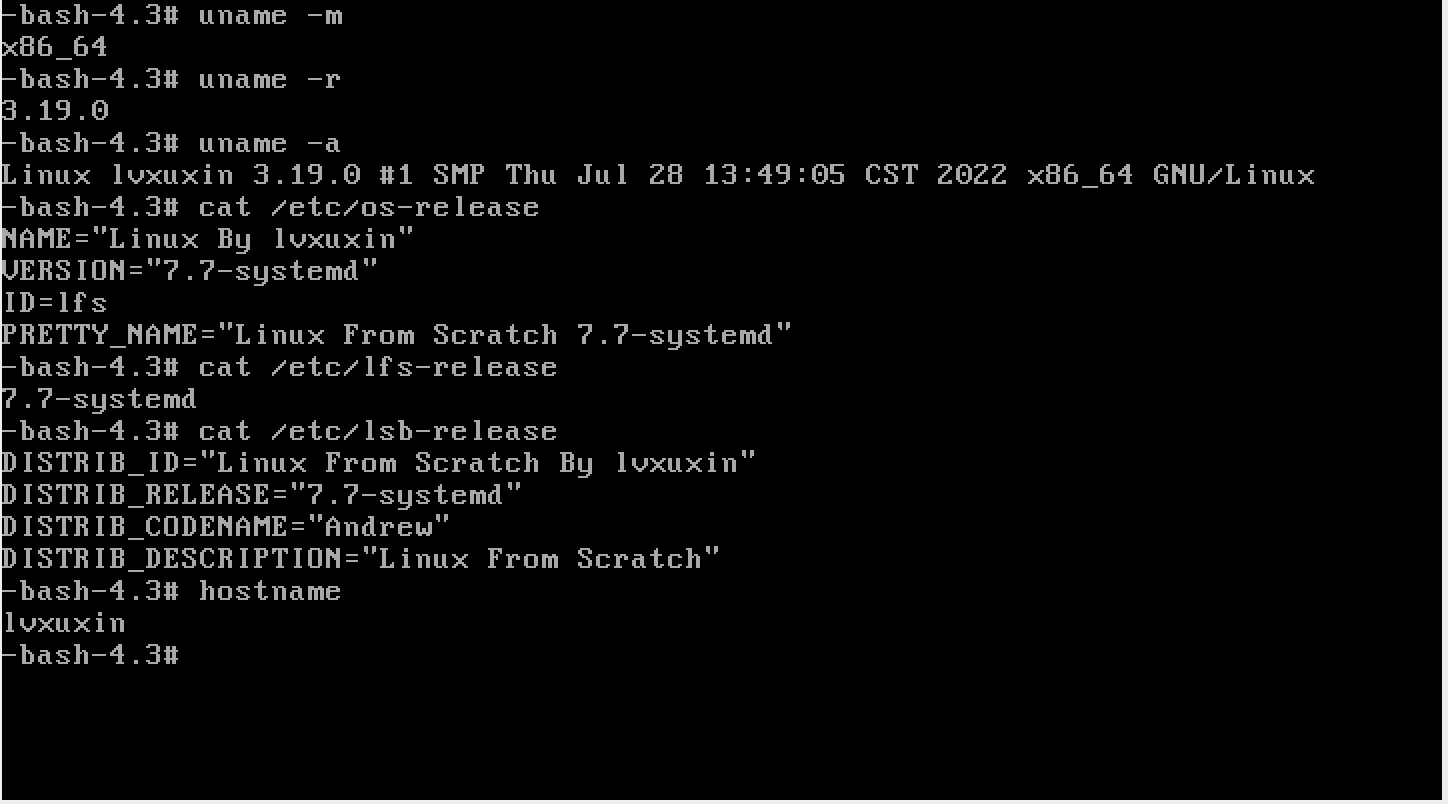 -bash-4.3# uname -m
x86_64
-bash-4.3# uname -r
3.19.0
-bash-4.3# uname -a
Linux lvxuxin 3.19.0 #1 SMP Thu Jul 28 13:49:05 CST 2022 x86_64 GNU/Linux
-bash-4.3# cat /etc/os-release
NAME="Linux By lvxuxin"
VERSION="7.7-systemd"
ID=lfs
PRETTY_NAME="Linux From Scratch 7.7-systemd"
-bash-4.3# cat /etc/lfs-release
7.7-systemd
-bash-4.3# cat /etc/lsb-release
DISTRIB_ID="Linux From Scratch By lvxuxin"
DISTRIB_RELEASE="7.7-systemd"
DISTRIB_CODENAME="Andrew"
DISTRIB_DESCRIPTION="Linux From Scratch"
-bash-4.3# hostname
lvxuxin
-bash-4.3#